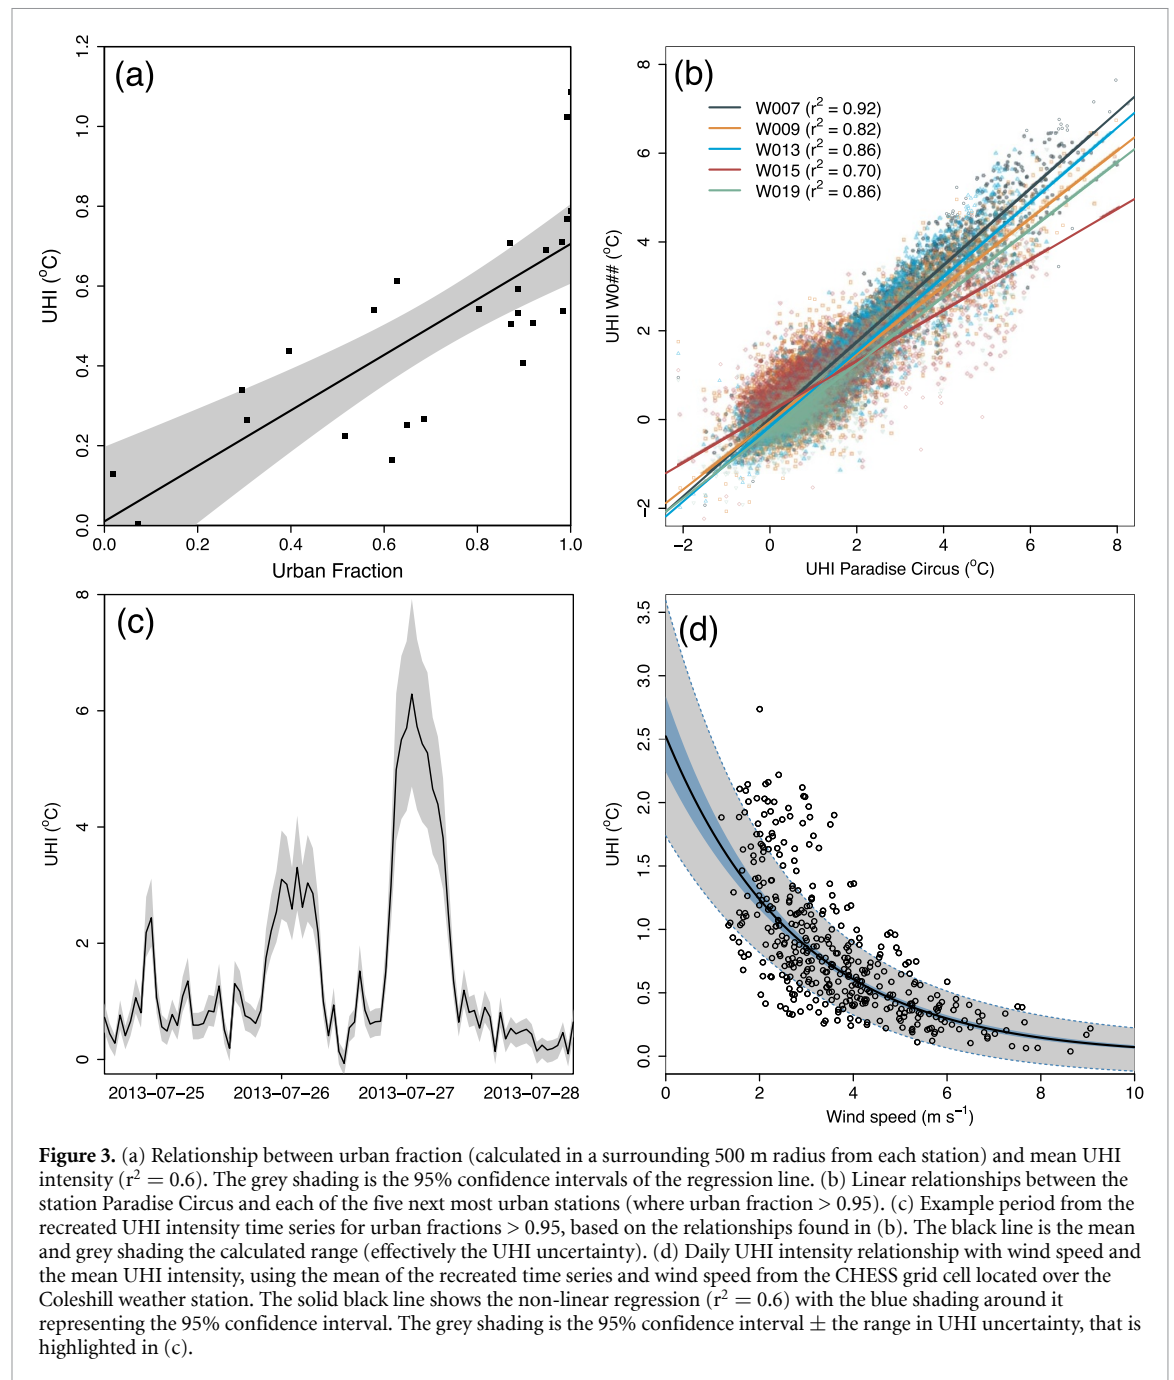 (a)
UHI (°C)
1.2
1.0
0.8
0.6
0.4
0.2
0.0
0.0 0.2 0.4 0.6 0.8 1.0
Urban Fraction
(b)
W007 (r² = 0.92)
W009 (r² = 0.82)
W013 (r² = 0.86)
W015 (r² = 0.70)
W019 (r² = 0.86)
UHI W0## (°C)
8
6
4
2
0
−2
−2 0 2 4 6 8
UHI Paradise Circus (°C)
(c)
UHI (°C)
8
6
4
2
0
2013−07−25 2013−07−26 2013−07−27 2013−07−28
(d)
UHI (°C)
3.5
3.0
2.5
2.0
1.5
1.0
0.5
0.0
0 2 4 6 8 10
Wind speed (m s⁻¹)
Figure 3. (a) Relationship between urban fraction (calculated in a surrounding 500 m radius from each station) and mean UHI
intensity (r² = 0.6). The grey shading is the 95% confidence intervals of the regression line. (b) Linear relationships between the
station Paradise Circus and each of the five next most urban stations (where urban fraction > 0.95). (c) Example period from the
recreated UHI intensity time series for urban fractions > 0.95, based on the relationships found in (b). The black line is the mean
and grey shading the calculated range (effectively the UHI uncertainty). (d) Daily UHI intensity relationship with wind speed and
the mean UHI intensity, using the mean of the recreated time series and wind speed from the CHESS grid cell located over the
Coleshill weather station. The solid black line shows the non-linear regression (r² = 0.6) with the blue shading around it
representing the 95% confidence interval. The grey shading is the 95% confidence interval ± the range in UHI uncertainty, that is
highlighted in (c).